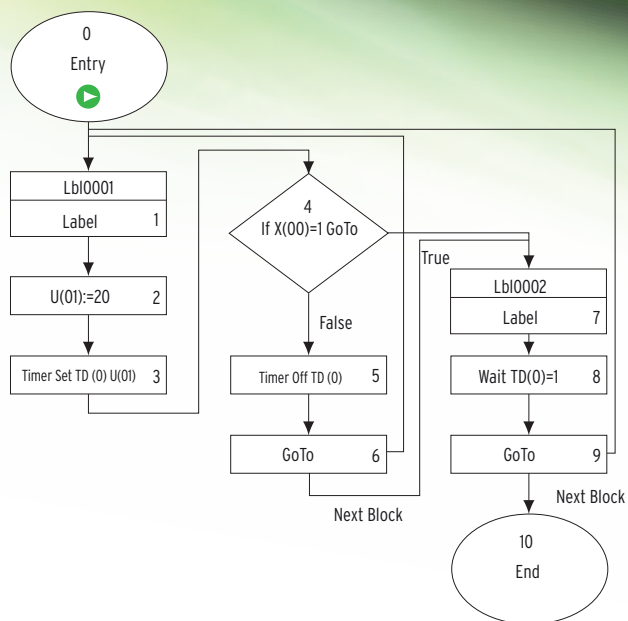 0
Entry
Lbl0001
Label 1
U(01):=20 2
Timer Set TD (0) U(01) 3
4
If X(00)=1 GoTo
True
False
Timer Off TD (0) 5
GoTo 6
Next Block
Lbl0002
Label 7
Wait TD(0)=1 8
GoTo 9
Next Block
10
End